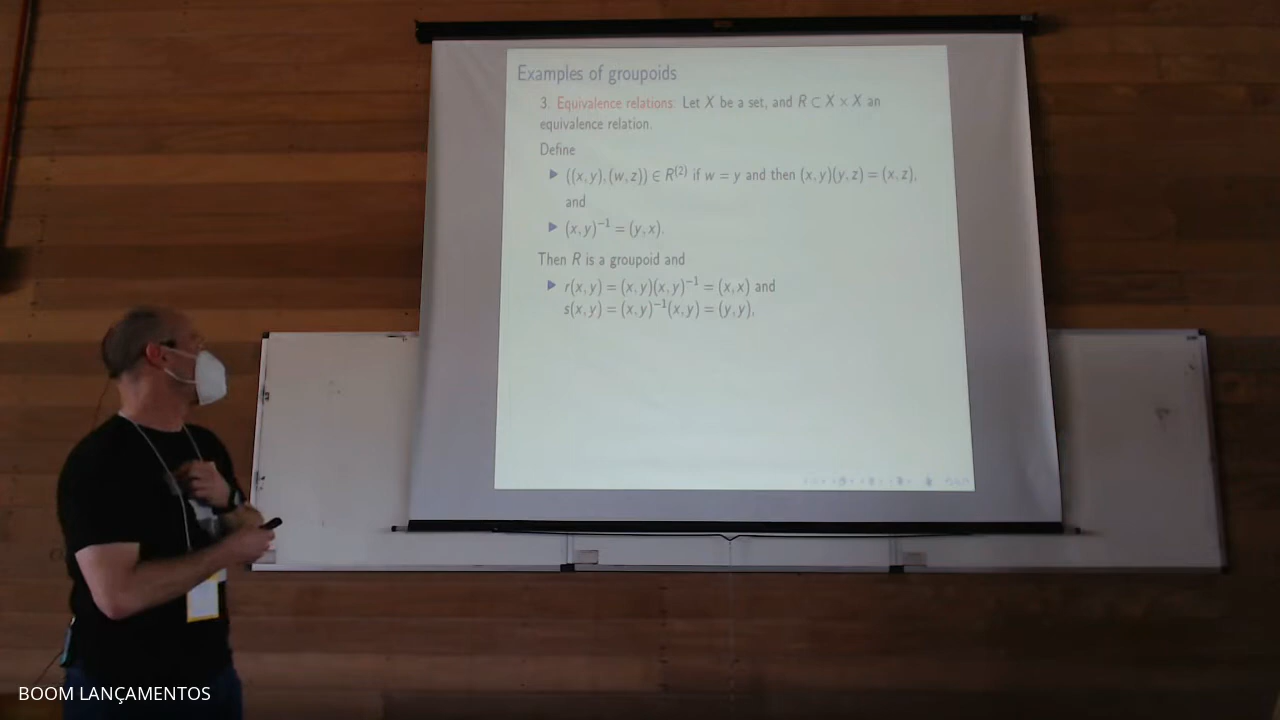 Examples of groupoids
3. Equivalence relations: Let X be a set, and R ⊂ X × X an
equivalence relation.
Define
((x, y), (w, z)) ∈ R⁽²⁾ if w = y and then (x, y)(y, z) = (x, z),
and
(x, y)⁻¹ = (y, x).
Then R is a groupoid and
r(x, y) = (x, y)(x, y)⁻¹ = (x, x) and
s(x, y) = (x, y)⁻¹(x, y) = (y, y),
BOOM LANÇAMENTOS